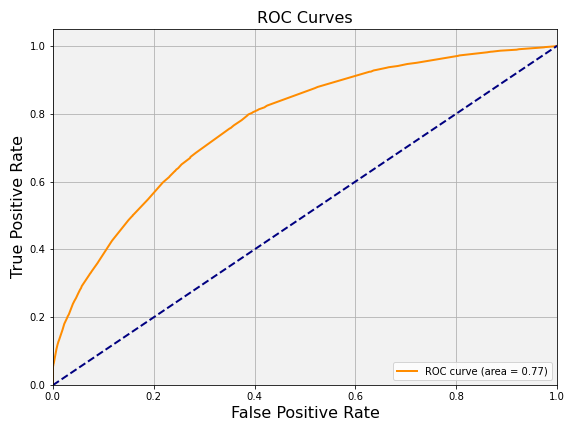 ROC Curves
True Positive Rate
1.0
0.8
0.6
0.4
0.2
0.0
ROC curve (area = 0.77)
0.0 0.2 0.4 0.6 0.8 1.0
False Positive Rate